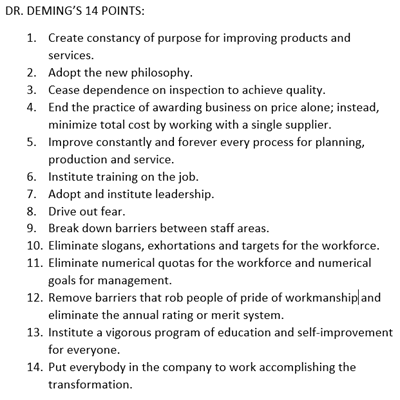 DR. DEMING’S 14 POINTS:
1. Create constancy of purpose for improving products and
services.
2. Adopt the new philosophy.
3. Cease dependence on inspection to achieve quality.
4. End the practice of awarding business on price alone; instead,
minimize total cost by working with a single supplier.
5. Improve constantly and forever every process for planning,
production and service.
6. Institute training on the job.
7. Adopt and institute leadership.
8. Drive out fear.
9. Break down barriers between staff areas.
10. Eliminate slogans, exhortations and targets for the workforce.
11. Eliminate numerical quotas for the workforce and numerical
goals for management.
12. Remove barriers that rob people of pride of workmanship and
eliminate the annual rating or merit system.
13. Institute a vigorous program of education and self-improvement
for everyone.
14. Put everybody in the company to work accomplishing the
transformation.